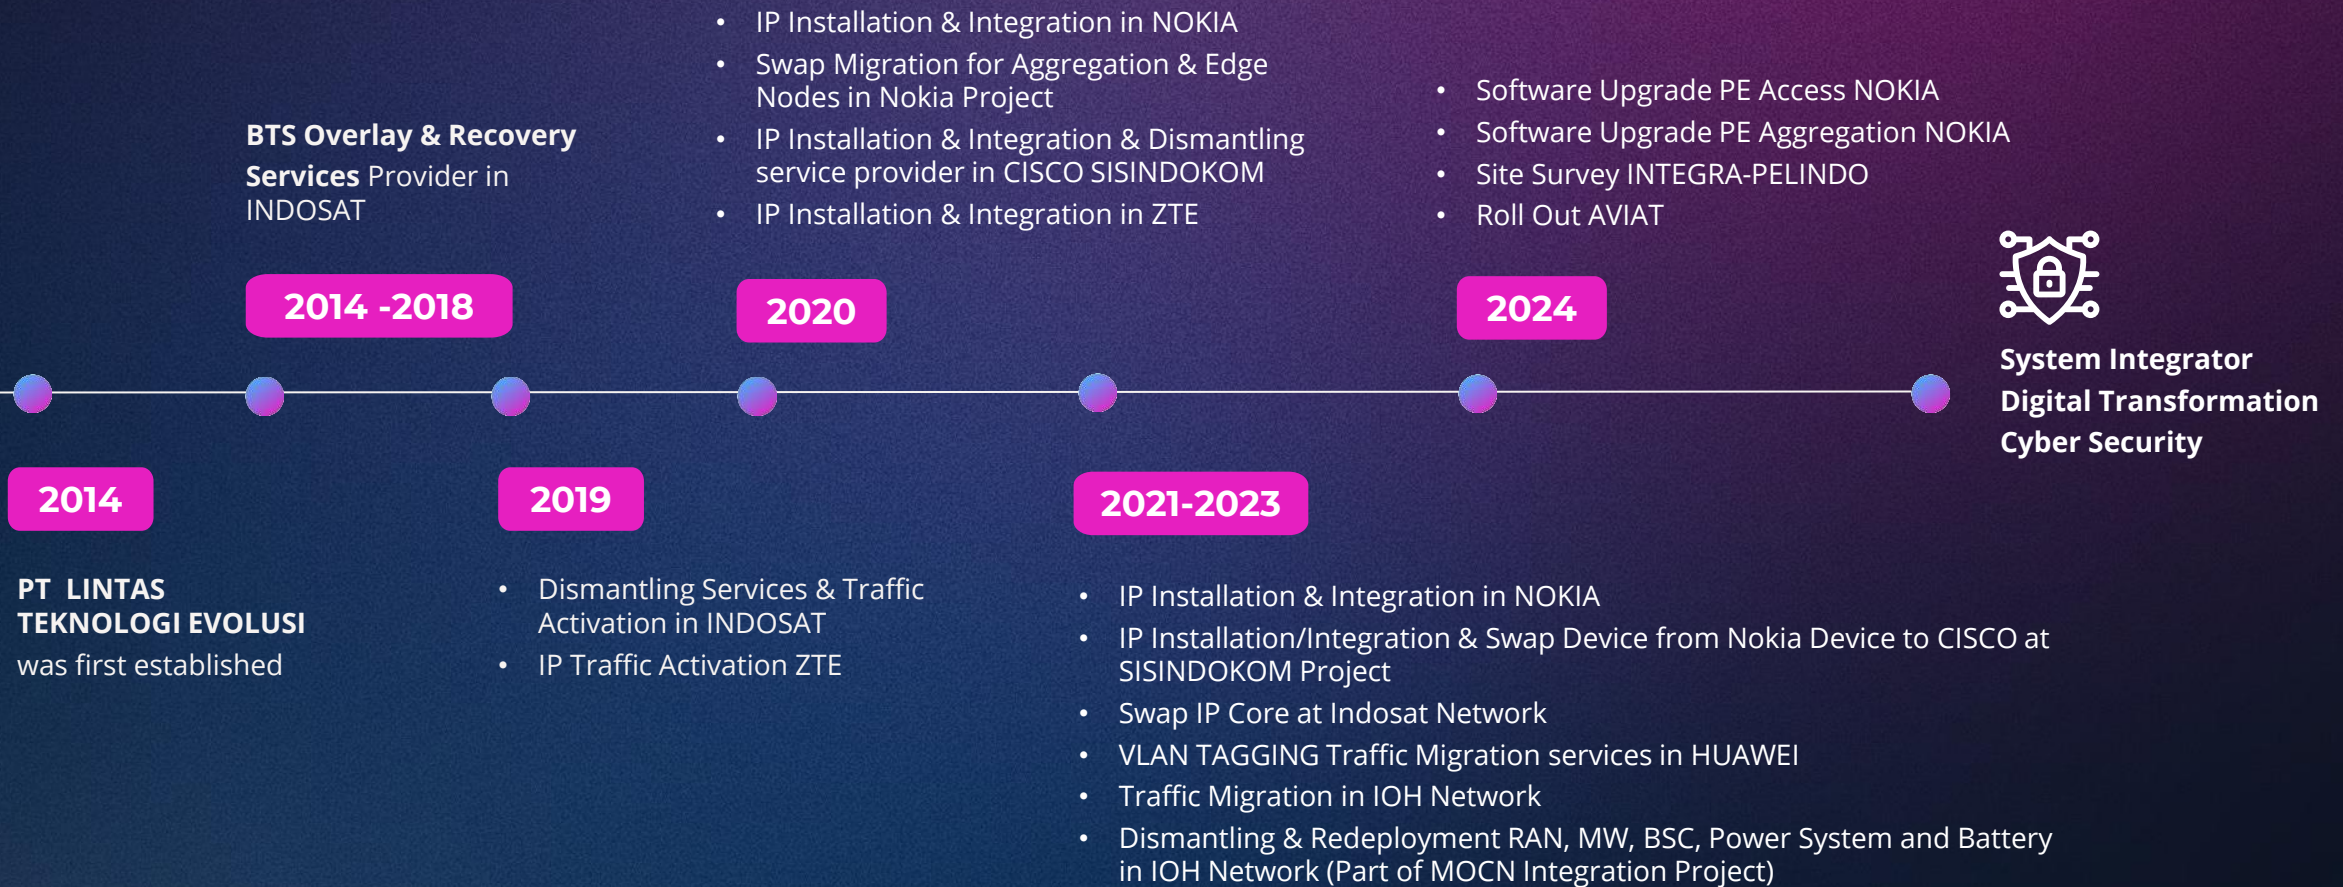 2014
PT LINTAS
TEKNOLOGI EVOLUSI
was first established
BTS Overlay & Recovery
Services Provider in
INDOSAT
2014 -2018
2019
• Dismantling Services & Traffic
Activation in INDOSAT
• IP Traffic Activation ZTE
• IP Installation & Integration in NOKIA
• Swap Migration for Aggregation & Edge
Nodes in Nokia Project
• IP Installation & Integration & Dismantling
service provider in CISCO SISINDOKOM
• IP Installation & Integration in ZTE
2020
2021-2023
• IP Installation & Integration in NOKIA
• IP Installation/Integration & Swap Device from Nokia Device to CISCO at
SISINDOKOM Project
• Swap IP Core at Indosat Network
• VLAN TAGGING Traffic Migration services in HUAWEI
• Traffic Migration in IOH Network
• Dismantling & Redeployment RAN, MW, BSC, Power System and Battery
in IOH Network (Part of MOCN Integration Project)
• Software Upgrade PE Access NOKIA
• Software Upgrade PE Aggregation NOKIA
• Site Survey INTEGRA-PELINDO
• Roll Out AVIAT
2024
System Integrator
Digital Transformation
Cyber Security